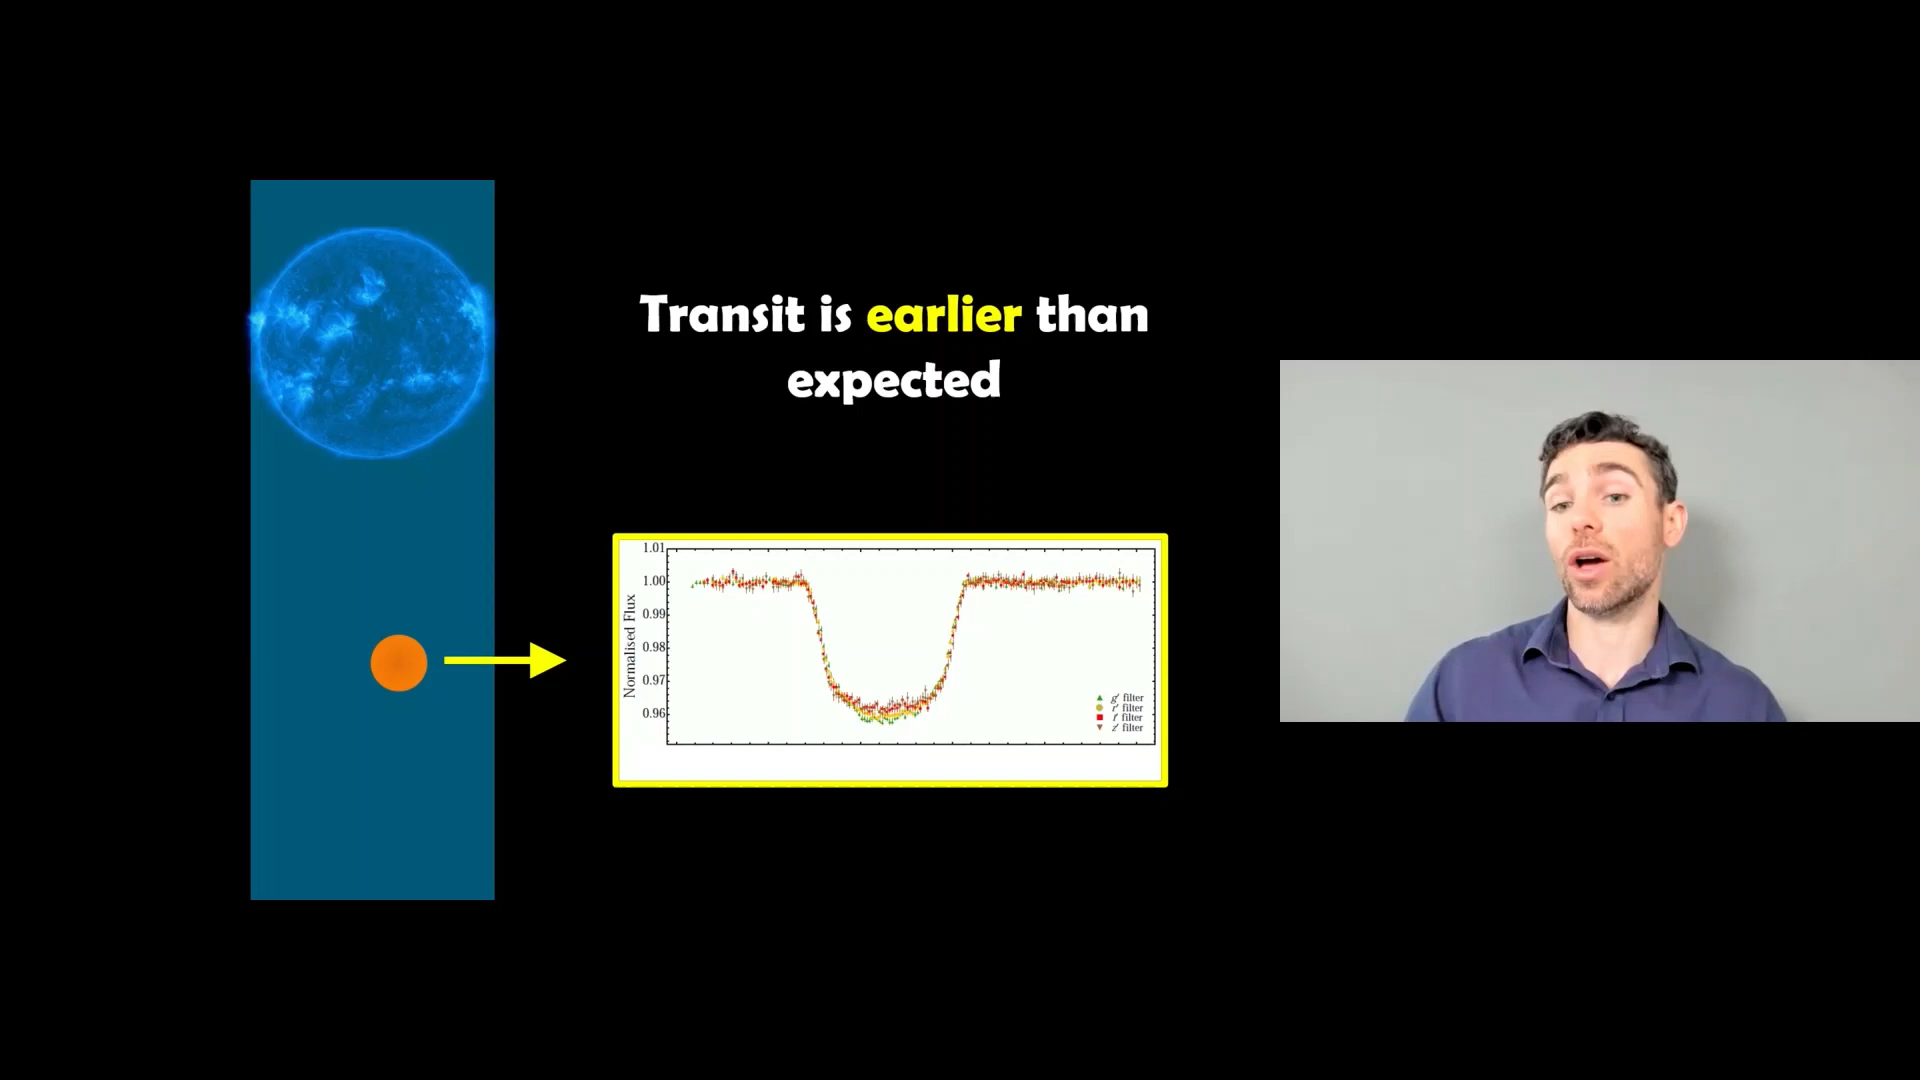 Transit is earlier than
expected
1.01
1.00
0.99
0.98
0.97
0.96
Normalised Flux
g' filter
r' filter
i' filter
z' filter